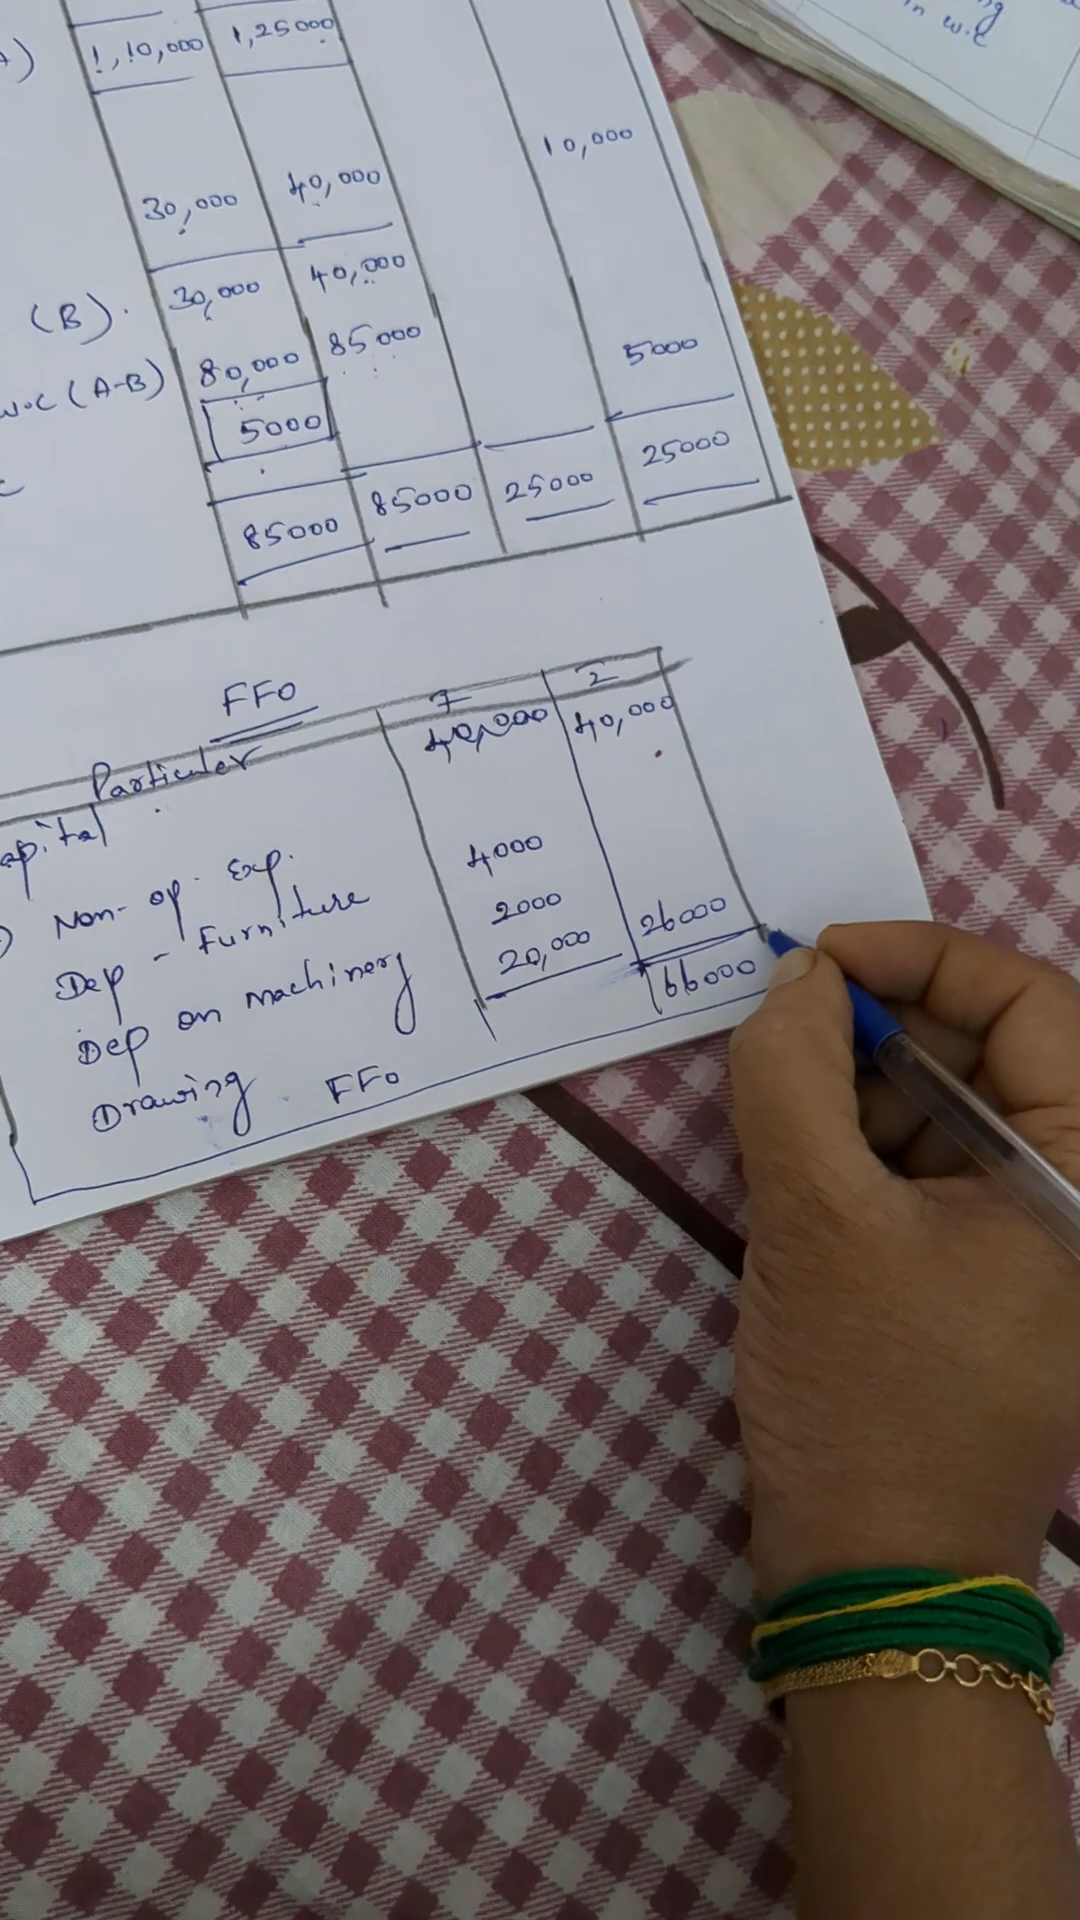 in w.c
1,10,000 1,25000
10,000
30,000 40,000
(B). 30,000 40,000
w.c (A-B) 80,000 85000 5000
5000 25000
85000 85000 25000
FFO
Particular
apital 40,000 40,000
Non-op. Exp.
Dep - Furniture 4000
Dep on machinery 2000
Drawing 20,000 26000
FFO 66000